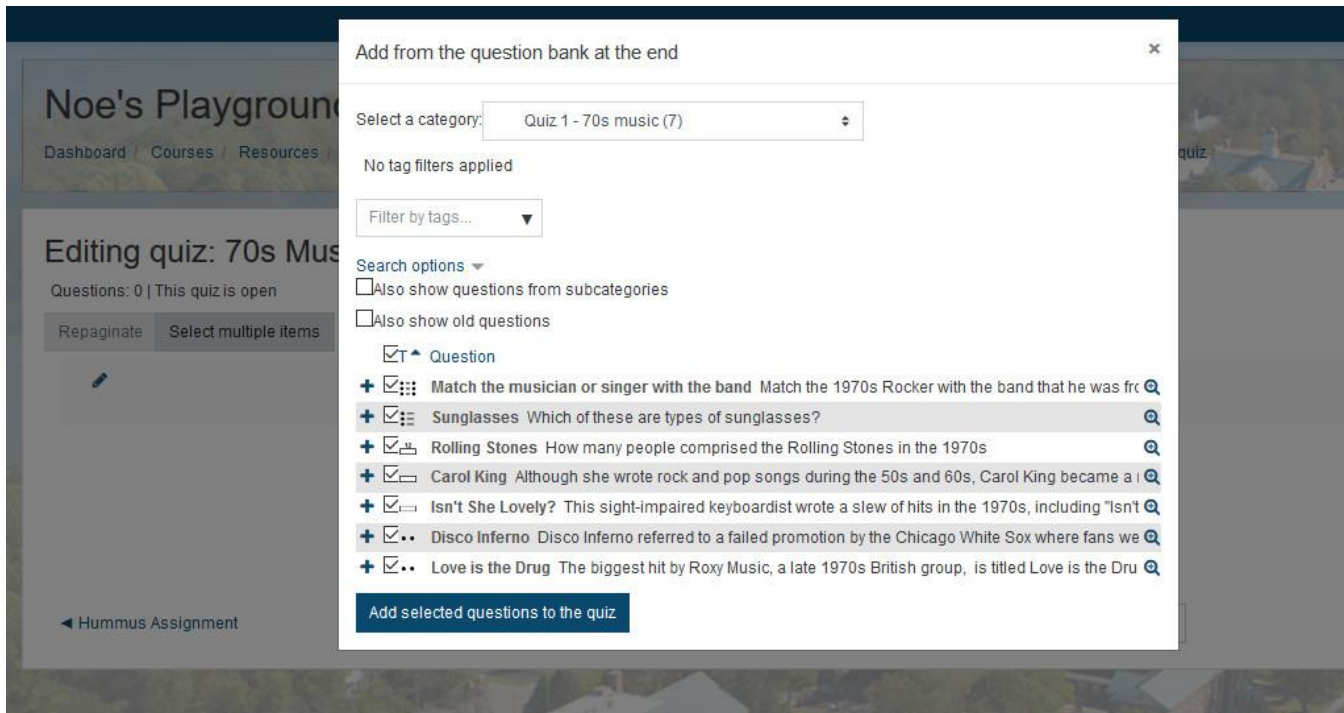 Add from the question bank at the end
×
Noe's Playground
Select a category: Quiz 1 - 70s music (7)
Dashboard / Courses / Resources / quiz
No tag filters applied
Filter by tags... ▼
Editing quiz: 70s Mus
Search options
Questions: 0 | This quiz is open
Also show questions from subcategories
Repaginate Select multiple items
Also show old questions
T Question
Match the musician or singer with the band Match the 1970s Rocker with the band that he was fro
Sunglasses Which of these are types of sunglasses?
Rolling Stones How many people comprised the Rolling Stones in the 1970s
Carol King Although she wrote rock and pop songs during the 50s and 60s, Carol King became a
Isn't She Lovely? This sight-impaired keyboardist wrote a slew of hits in the 1970s, including "Isn't
Disco Inferno Disco Inferno referred to a failed promotion by the Chicago White Sox where fans we
Love is the Drug The biggest hit by Roxy Music, a late 1970s British group, is titled Love is the Dru
Add selected questions to the quiz
◄ Hummus Assignment